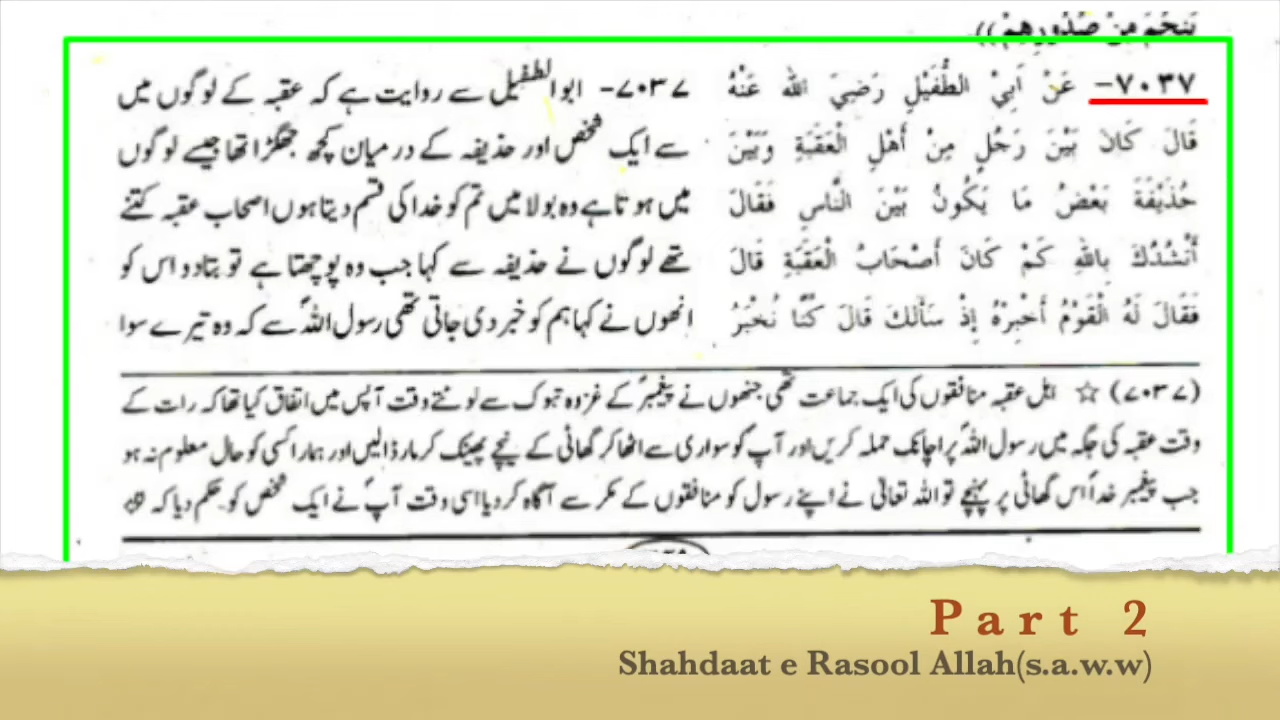 تَنَخَّمَ مِنْ صُدُورِهِمْ)).
٧٠٣٧- عَنْ أَبِيْ الطُّفَيْلِ رَضِيَ اللهُ عَنْهُ
قَالَ كَانَ بَيْنَ رَجُلٍ مِنْ أَهْلِ الْعَقَبَةِ وَبَيْنَ
حُذَيْفَةَ بَعْضُ مَا يَكُونُ بَيْنَ النَّاسِ فَقَالَ
أَنْشُدُكَ بِاللهِ كَمْ كَانَ أَصْحَابُ الْعَقَبَةِ قَالَ
فَقَالَ لَهُ الْقَوْمُ أَخْبِرْهُ إِذْ سَأَلَكَ قَالَ كُنَّا نُخْبَرُ
۷۰۳۷- ابوالطفیل سے روایت ہے کہ عقبہ کے لوگوں میں
سے ایک شخص اور حذیفہ کے درمیان کچھ جھگڑا تھا جیسے لوگوں
میں ہوتا ہے وہ بولا میں تم کو خدا کی قسم دیتا ہوں اصحاب عقبہ کتنے
تھے لوگوں نے حذیفہ سے کہا جب وہ پوچھتا ہے تو بتادو اس کو
انھوں نے کہا ہم کو خبر دی جاتی تھی رسول اللہؐ سے کہ وہ تیرے سوا
(۷۰۳۷) ☆ اہل عقبہ منافقوں کی ایک جماعت تھی جنھوں نے پیغمبرؐ کے غزوہ تبوک سے لوٹتے وقت آپس میں اتفاق کیا تھا کہ رات کے
وقت عقبہ کی جگہ میں رسول اللہؐ پر اچانک حملہ کریں اور آپ کو سواری سے اٹھا کر گھاٹی کے نیچے پھینک کر مار ڈالیں اور ہمارا کسی کو حال معلوم نہ ہو
جب پیغمبر خداؐ اس گھاٹی پر پہنچے تو اللہ تعالٰی نے اپنے رسول کو منافقوں کے مکر سے آگاہ کردیا اسی وقت آپؐ نے ایک شخص کو حکم دیا کہ
Part 2
Shahdaat e Rasool Allah(s.a.w.w)